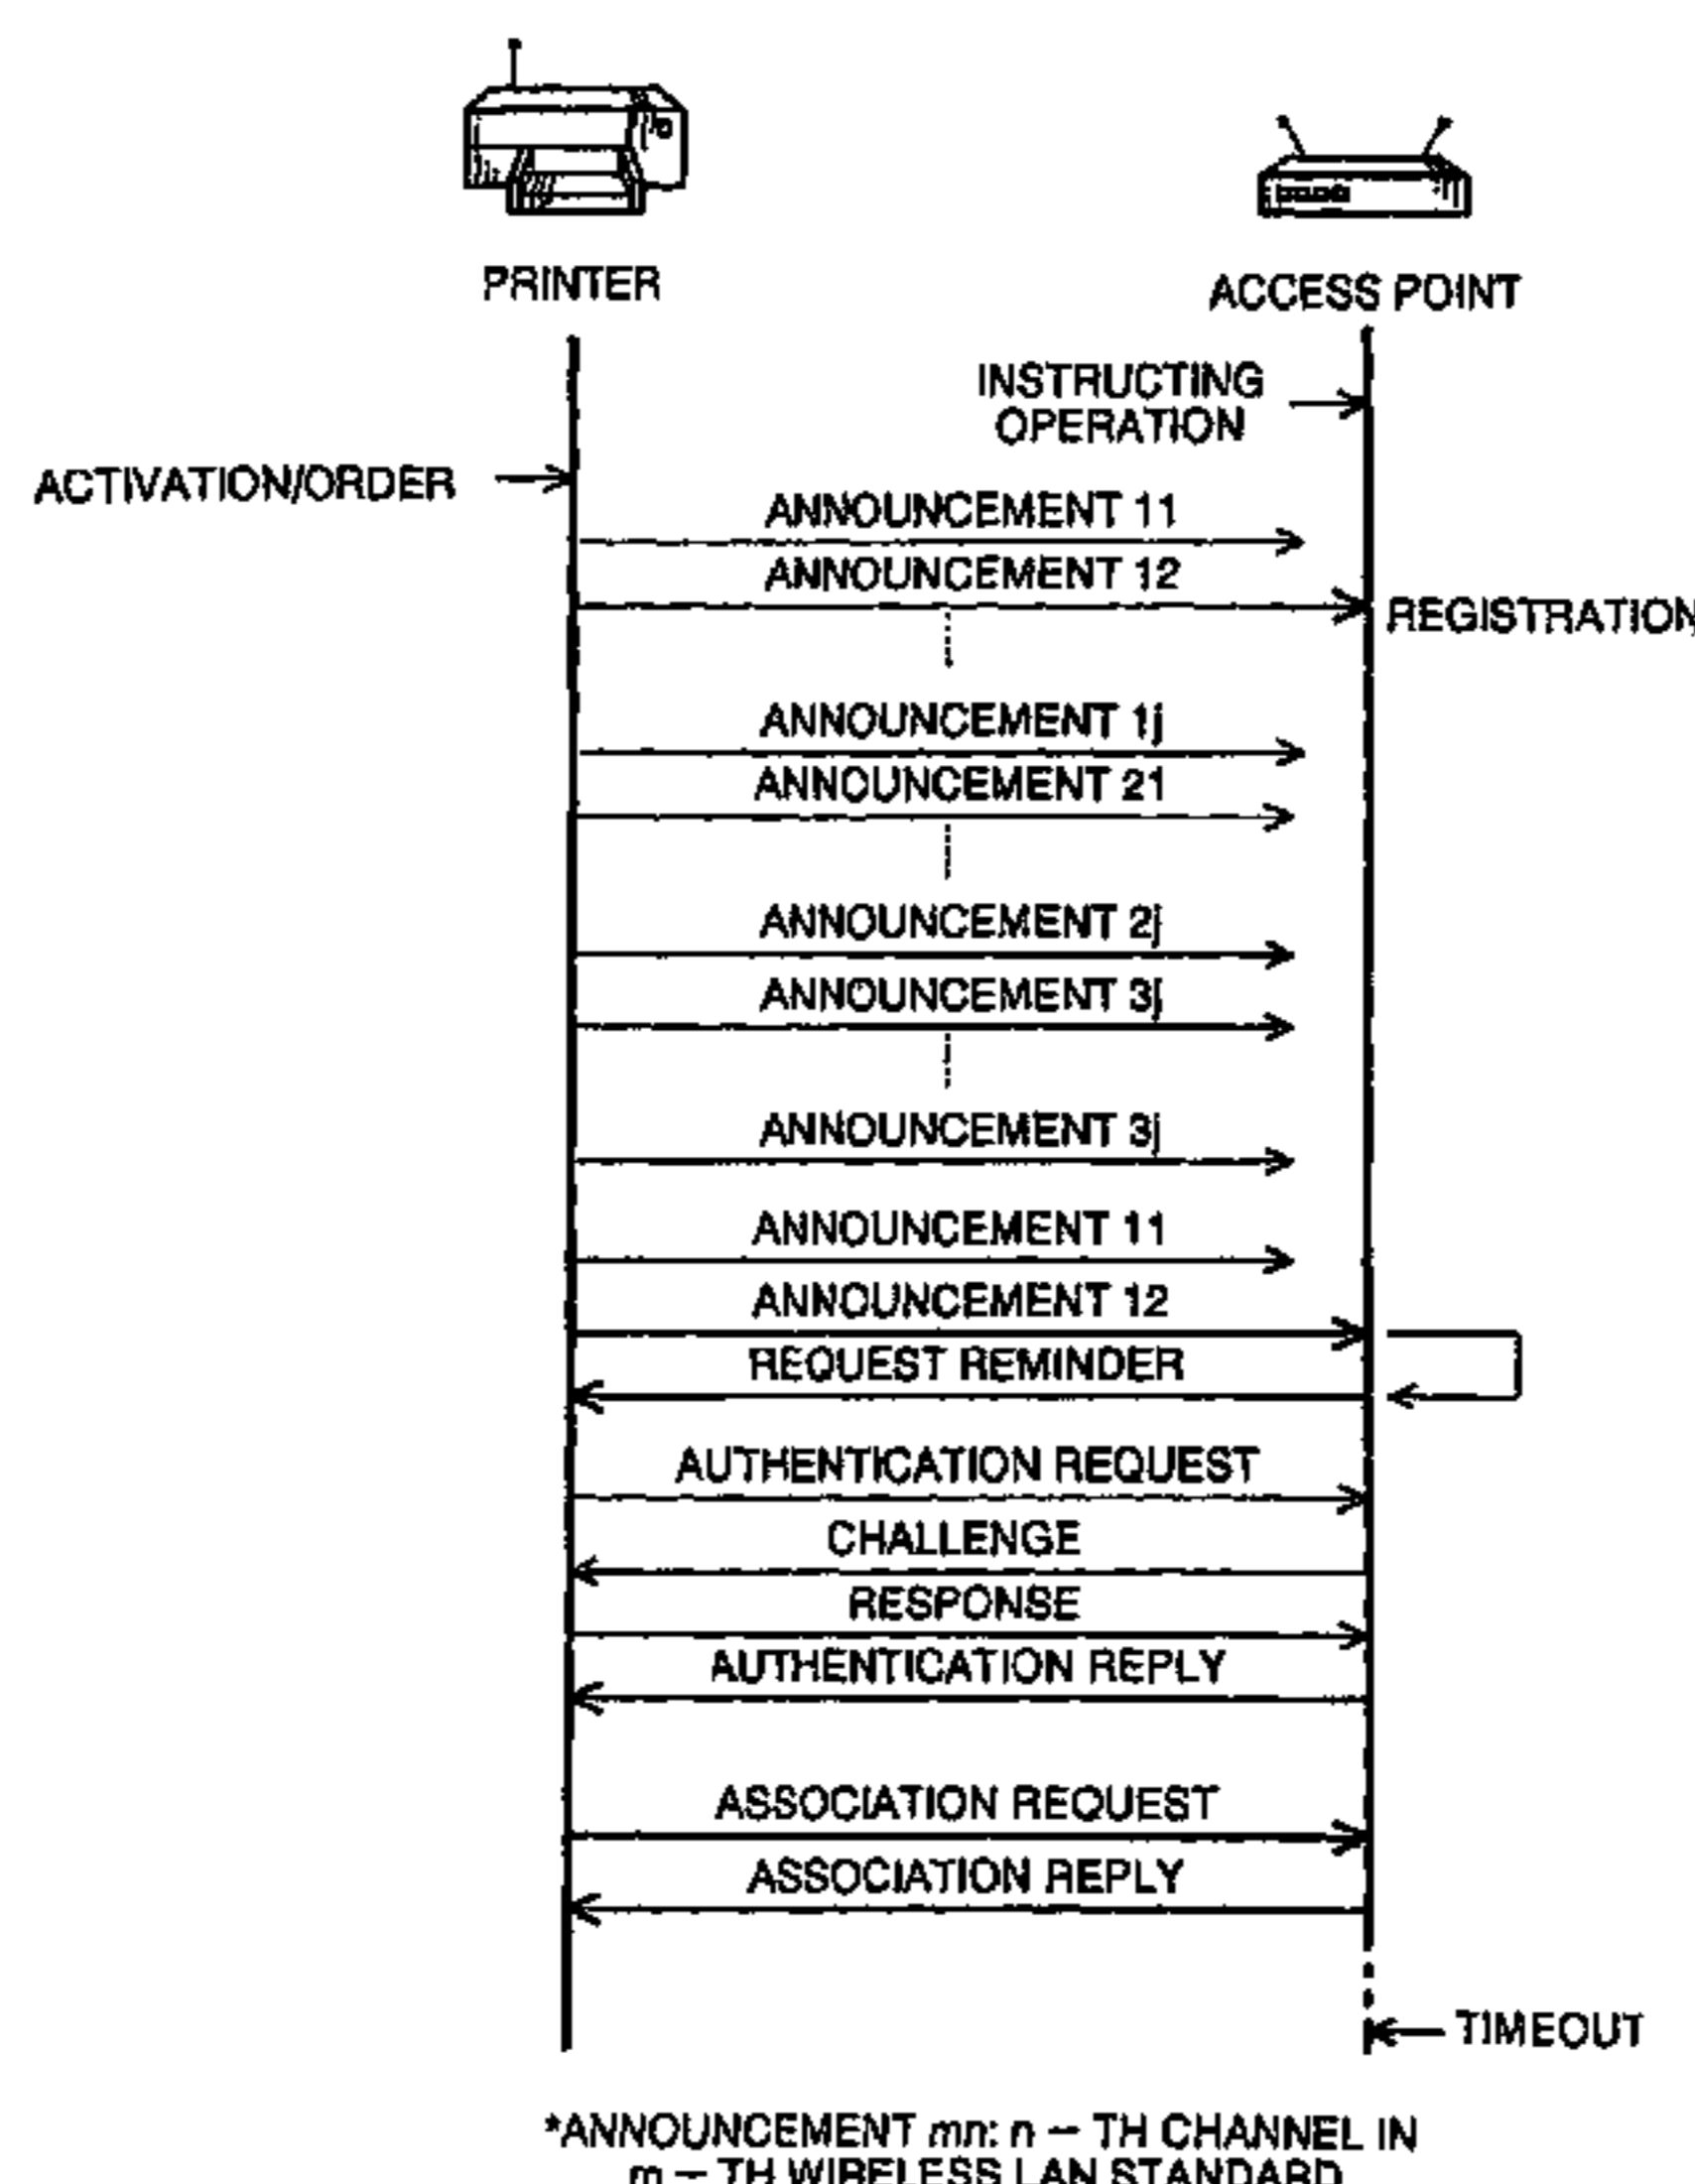 PRINTER
ACCESS POINT
INSTRUCTING
OPERATION
ACTIVATION/ORDER
ANNOUNCEMENT 11
ANNOUNCEMENT 12
REGISTRATION
ANNOUNCEMENT 1j
ANNOUNCEMENT 21
ANNOUNCEMENT 2j
ANNOUNCEMENT 3j
ANNOUNCEMENT 3j
ANNOUNCEMENT 11
ANNOUNCEMENT 12
REQUEST REMINDER
AUTHENTICATION REQUEST
CHALLENGE
RESPONSE
AUTHENTICATION REPLY
ASSOCIATION REQUEST
ASSOCIATION REPLY
TIMEOUT
*ANNOUNCEMENT mn: n – TH CHANNEL IN
m – TH WIRELESS LAN STANDARD